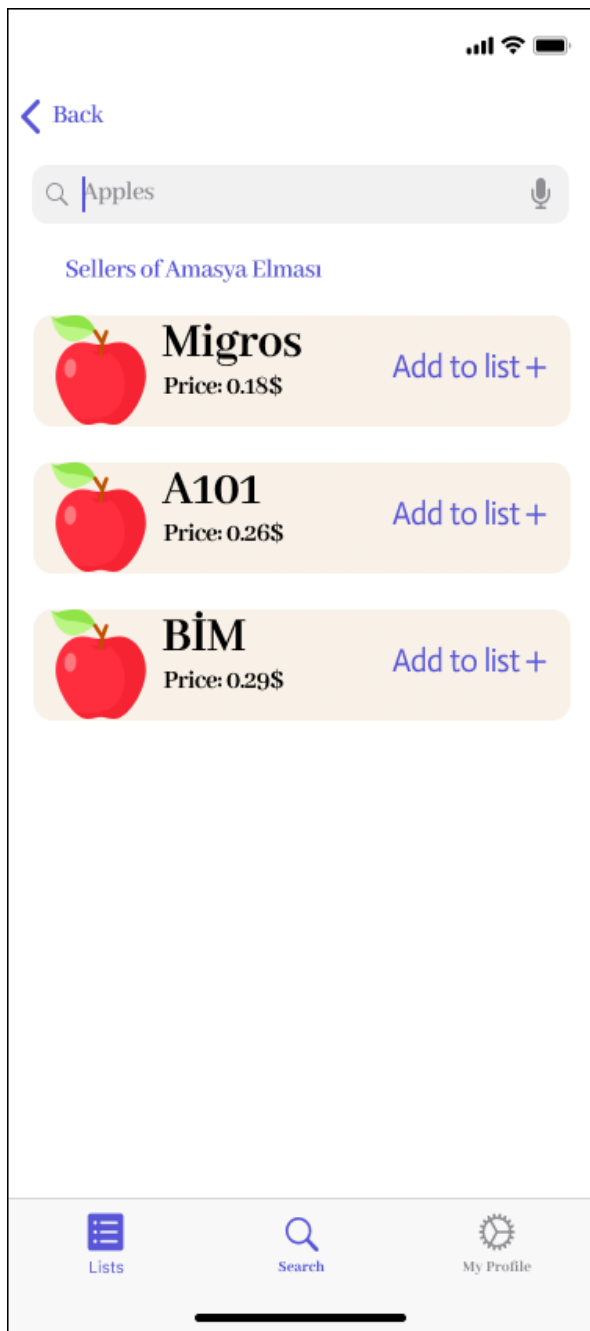 Back
Apples
Sellers of Amasya Elması
Migros
Price: 0.18$
Add to list +
A101
Price: 0.26$
Add to list +
BİM
Price: 0.29$
Add to list +
Lists
Search
My Profile